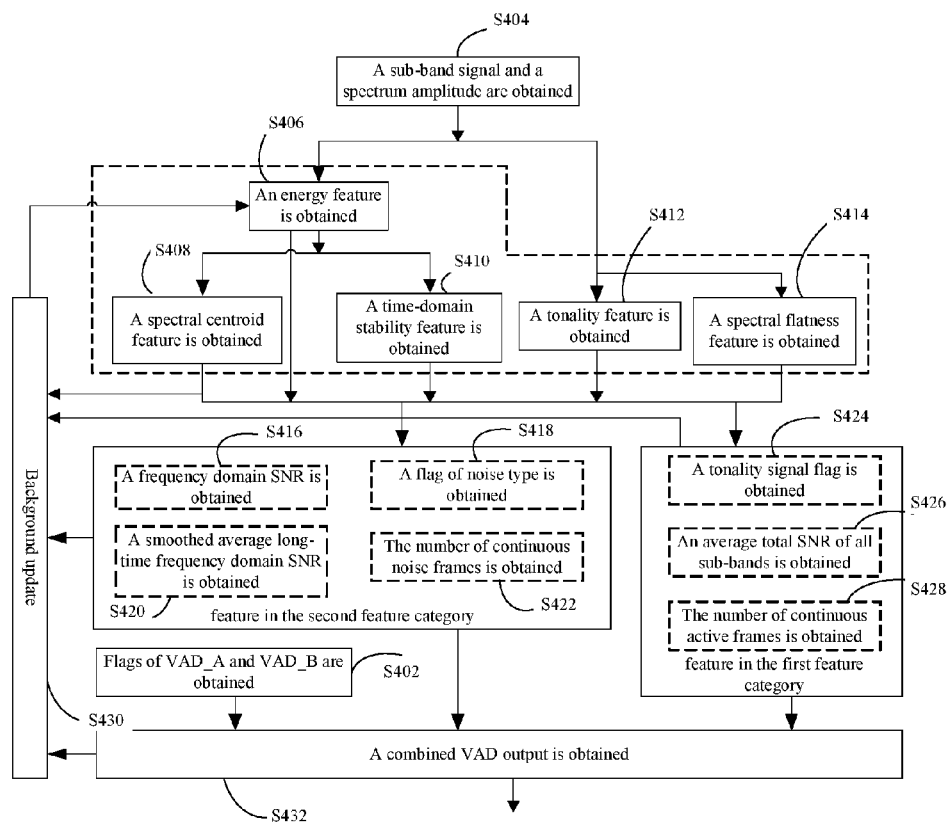 S404
A sub-band signal and a
spectrum amplitude are obtained
S406
An energy feature
is obtained
S412
S414
S408
S410
A spectral centroid
feature is obtained
A time-domain
stability feature is
obtained
A tonality feature is
obtained
A spectral flatness
feature is obtained
Background update
S416
S418
S424
A frequency domain SNR is
obtained
A flag of noise type is
obtained
A tonality signal flag is
obtained
S426
A smoothed average long-
time frequency domain SNR
is obtained
The number of continuous
noise frames is obtained
An average total SNR of all
sub-bands is obtained
S428
S420
S422
feature in the second feature category
The number of continuous
active frames is obtained
feature in the first feature
category
Flags of VAD_A and VAD_B are
obtained
S402
S430
A combined VAD output is obtained
S432